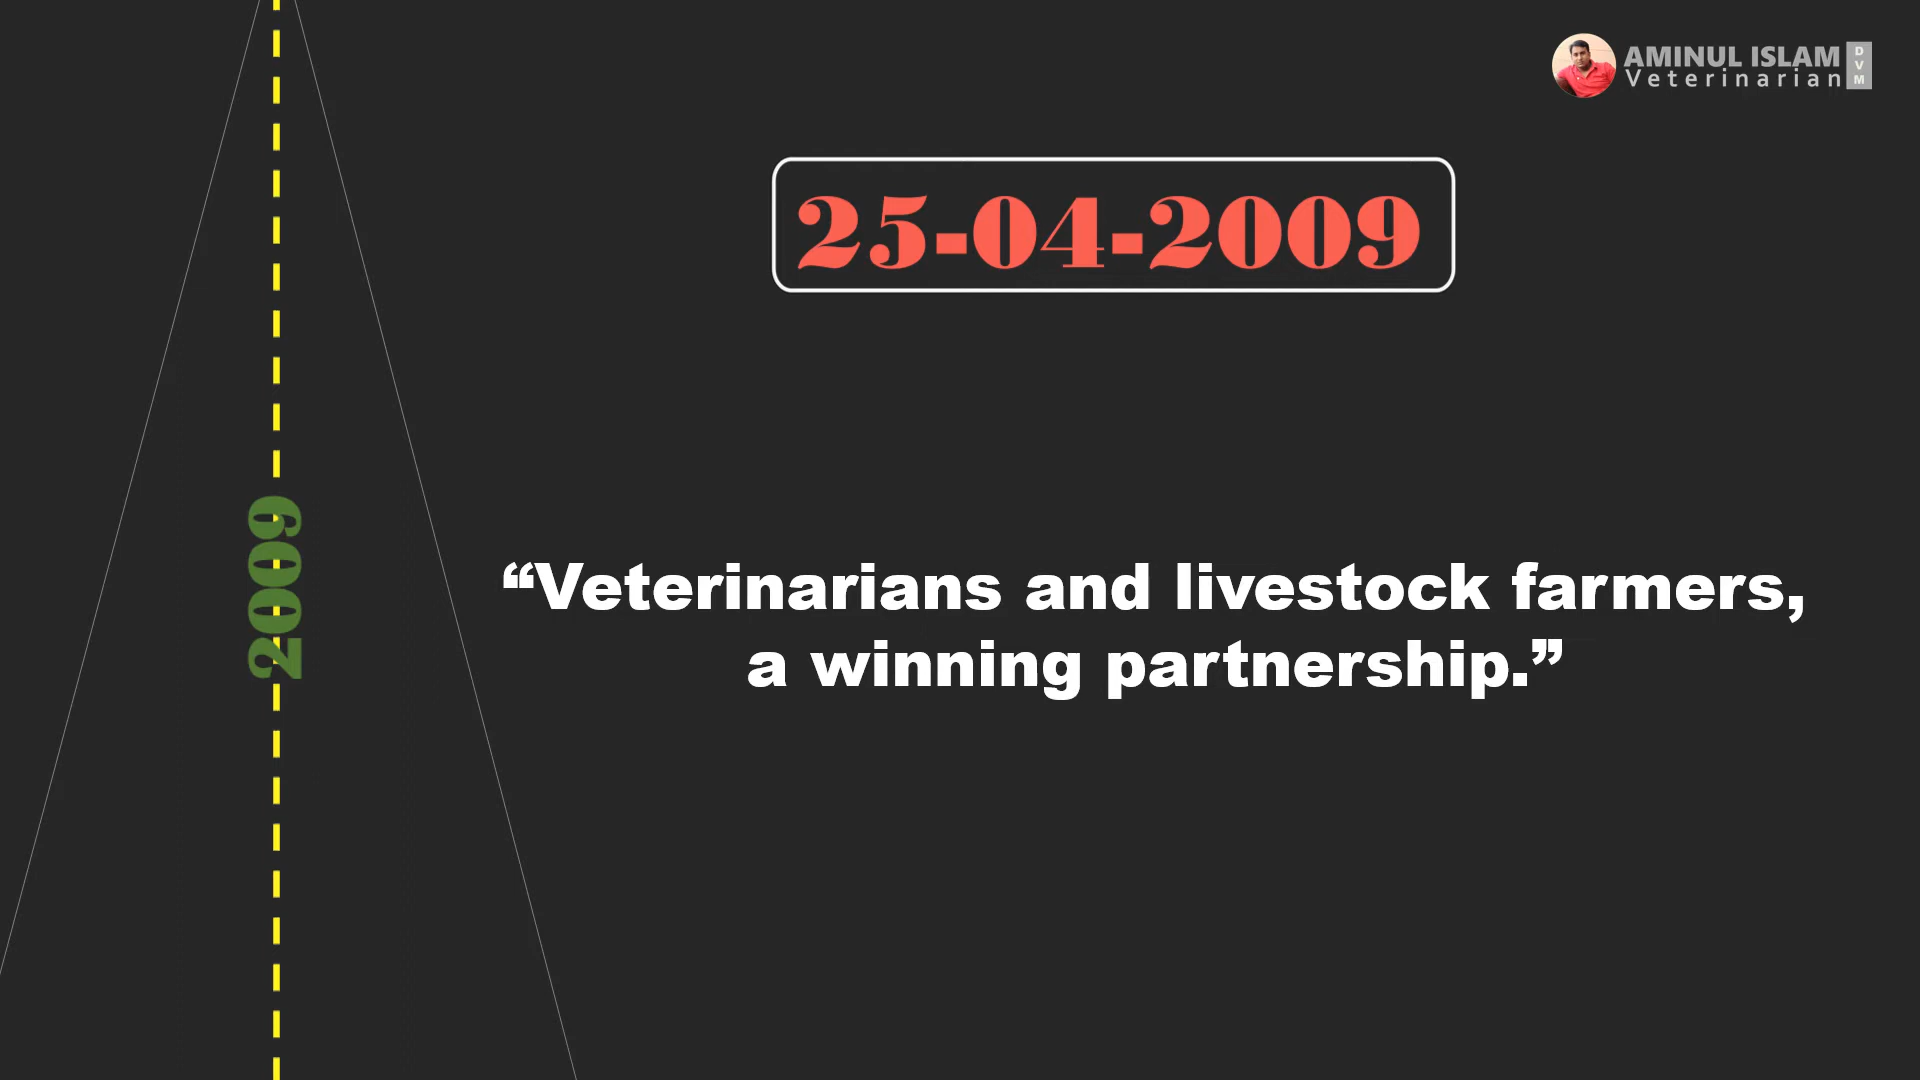 AMINUL ISLAM
Veterinarian
DVM
25-04-2009
2009
“Veterinarians and livestock farmers,
a winning partnership.”